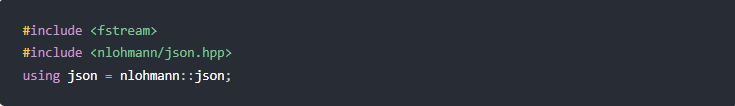 #include <fstream>
#include <nlohmann/json.hpp>
using json = nlohmann::json;